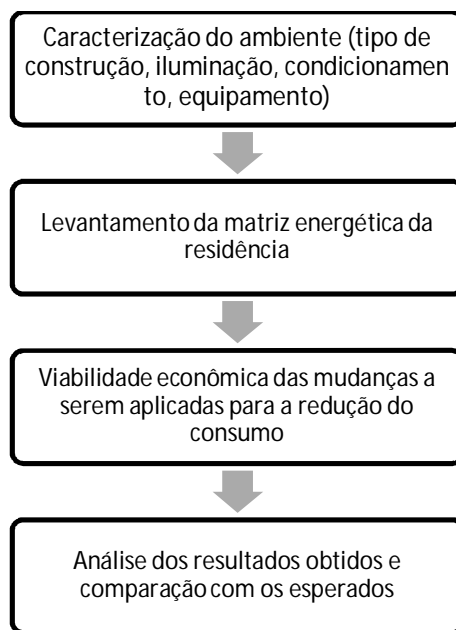 Caracterização do ambiente (tipo de
construção, iluminação, condicionamen
to, equipamento)
Levantamento da matriz energética da
residência
Viabilidade econômica das mudanças a
serem aplicadas para a redução do
consumo
Análise dos resultados obtidos e
comparação com os esperados